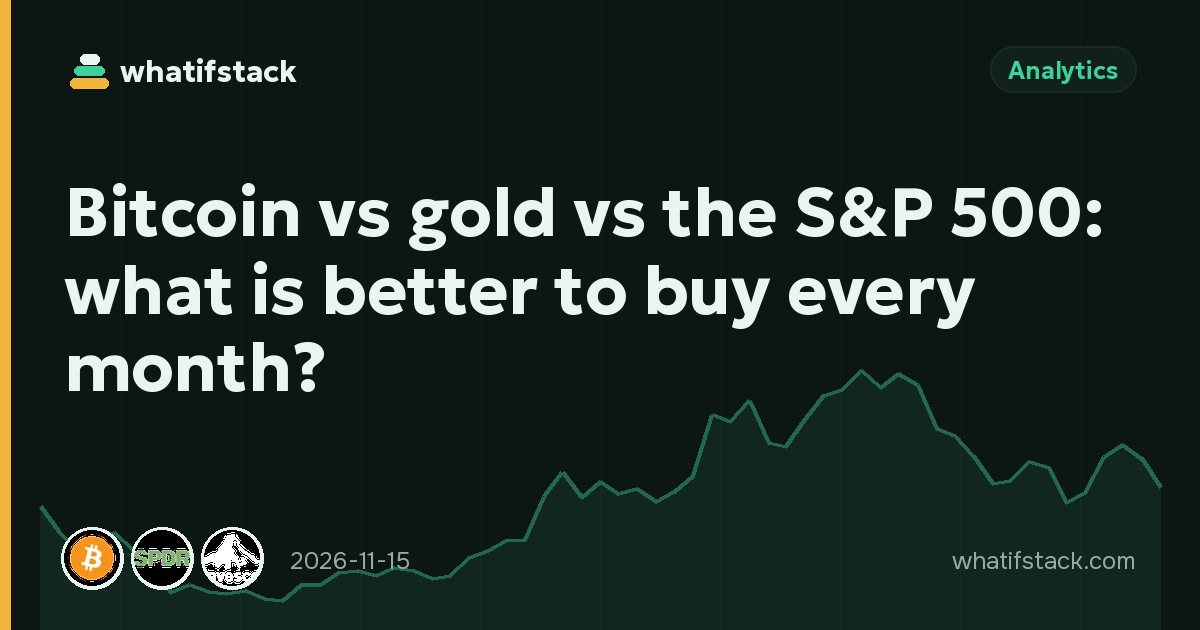 whatifstack
Analytics
Bitcoin vs gold vs the S&P 500:
what is better to buy every
month?
SPDR
2026-11-15
whatifstack.com